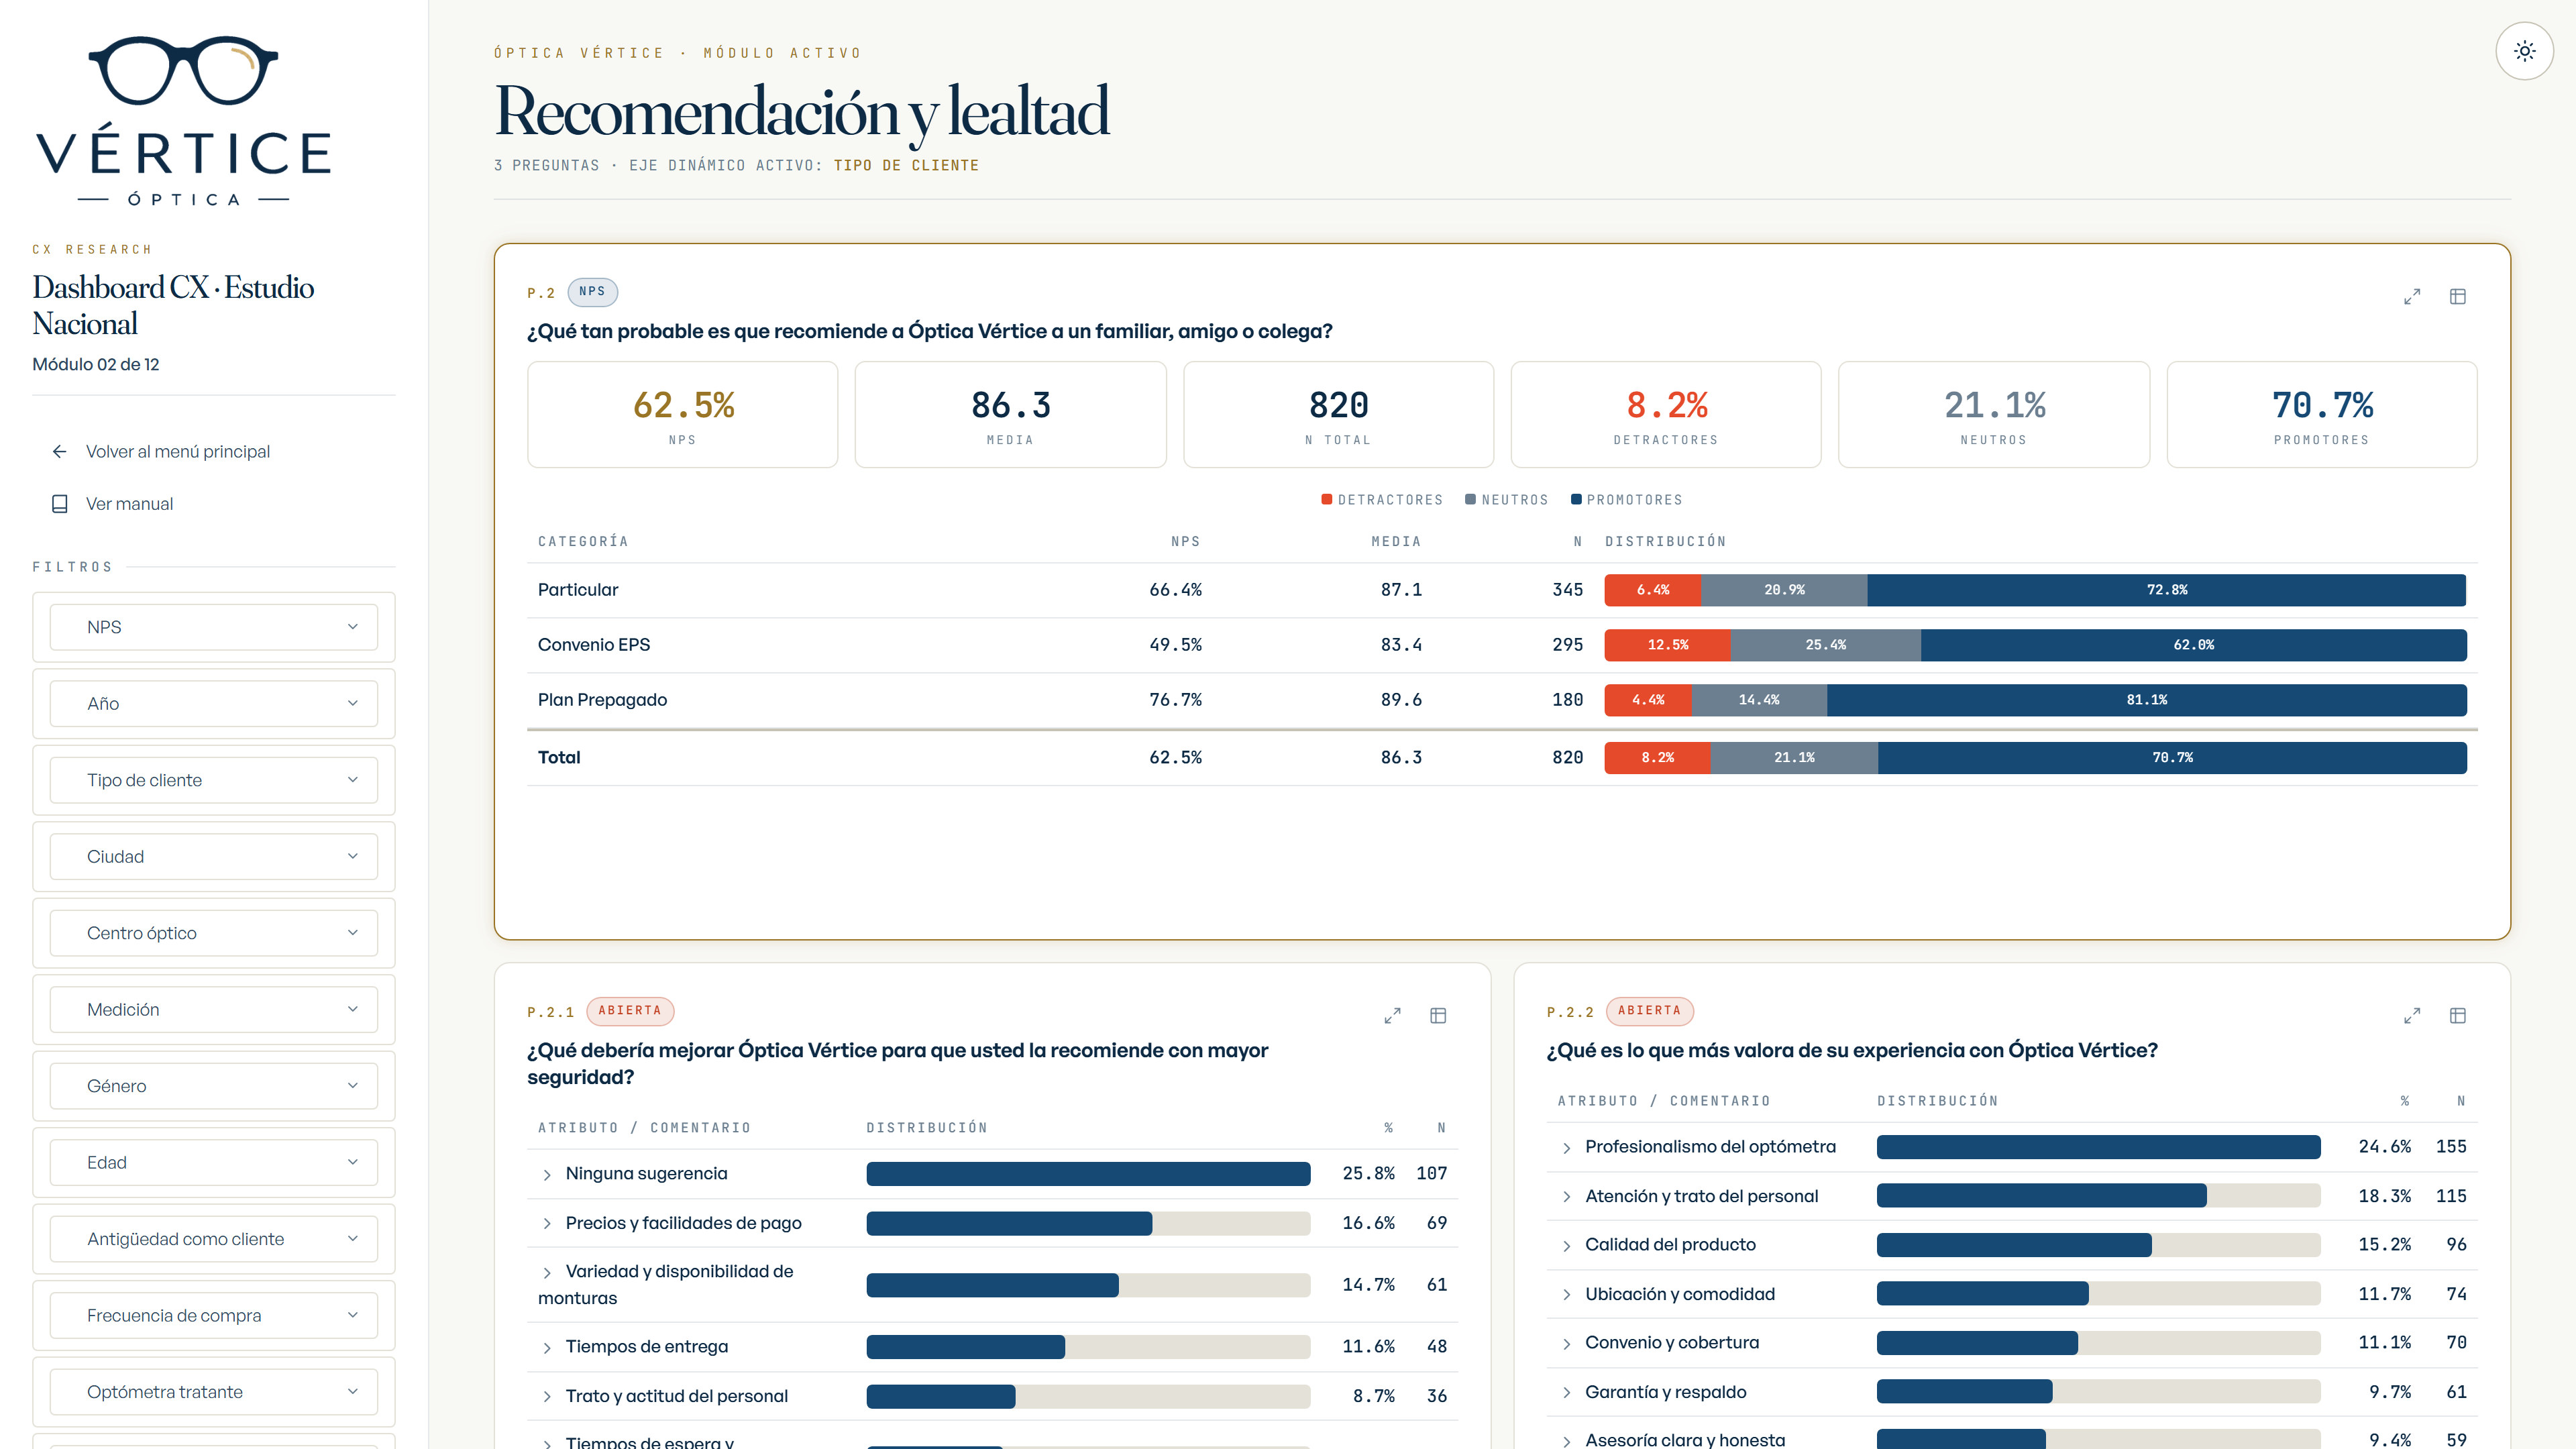 VÉRTICE
ÓPTICA
CX RESEARCH
Dashboard CX · Estudio
Nacional
Módulo 02 de 12
Volver al menú principal
Ver manual
FILTROS
NPS
Año
Tipo de cliente
Ciudad
Centro óptico
Medición
Género
Edad
Antigüedad como cliente
Frecuencia de compra
Optómetra tratante
ÓPTICA VÉRTICE · MÓDULO ACTIVO
Recomendación y lealtad
3 PREGUNTAS · EJE DINÁMICO ACTIVO: TIPO DE CLIENTE
P.2 NPS
¿Qué tan probable es que recomiende a Óptica Vértice a un familiar, amigo o colega?
62.5% 86.3 820 8.2% 21.1% 70.7%
NPS MEDIA N TOTAL DETRACTORES NEUTROS PROMOTORES
DETRACTORES NEUTROS PROMOTORES
CATEGORÍA NPS MEDIA N DISTRIBUCIÓN
Particular 66.4% 87.1 345 6.4% 20.9% 72.8%
Convenio EPS 49.5% 83.4 295 12.5% 25.4% 62.0%
Plan Prepagado 76.7% 89.6 180 4.4% 14.4% 81.1%
Total 62.5% 86.3 820 8.2% 21.1% 70.7%
P.2.1 ABIERTA
¿Qué debería mejorar Óptica Vértice para que usted la recomiende con mayor
seguridad?
ATRIBUTO / COMENTARIO DISTRIBUCIÓN % N
Ninguna sugerencia 25.8% 107
Precios y facilidades de pago 16.6% 69
Variedad y disponibilidad de
monturas 14.7% 61
Tiempos de entrega 11.6% 48
Trato y actitud del personal 8.7% 36
Tiempos de espera y
P.2.2 ABIERTA
¿Qué es lo que más valora de su experiencia con Óptica Vértice?
ATRIBUTO / COMENTARIO DISTRIBUCIÓN % N
Profesionalismo del optómetra 24.6% 155
Atención y trato del personal 18.3% 115
Calidad del producto 15.2% 96
Ubicación y comodidad 11.7% 74
Convenio y cobertura 11.1% 70
Garantía y respaldo 9.7% 61
Asesoría clara y honesta 9.4% 59